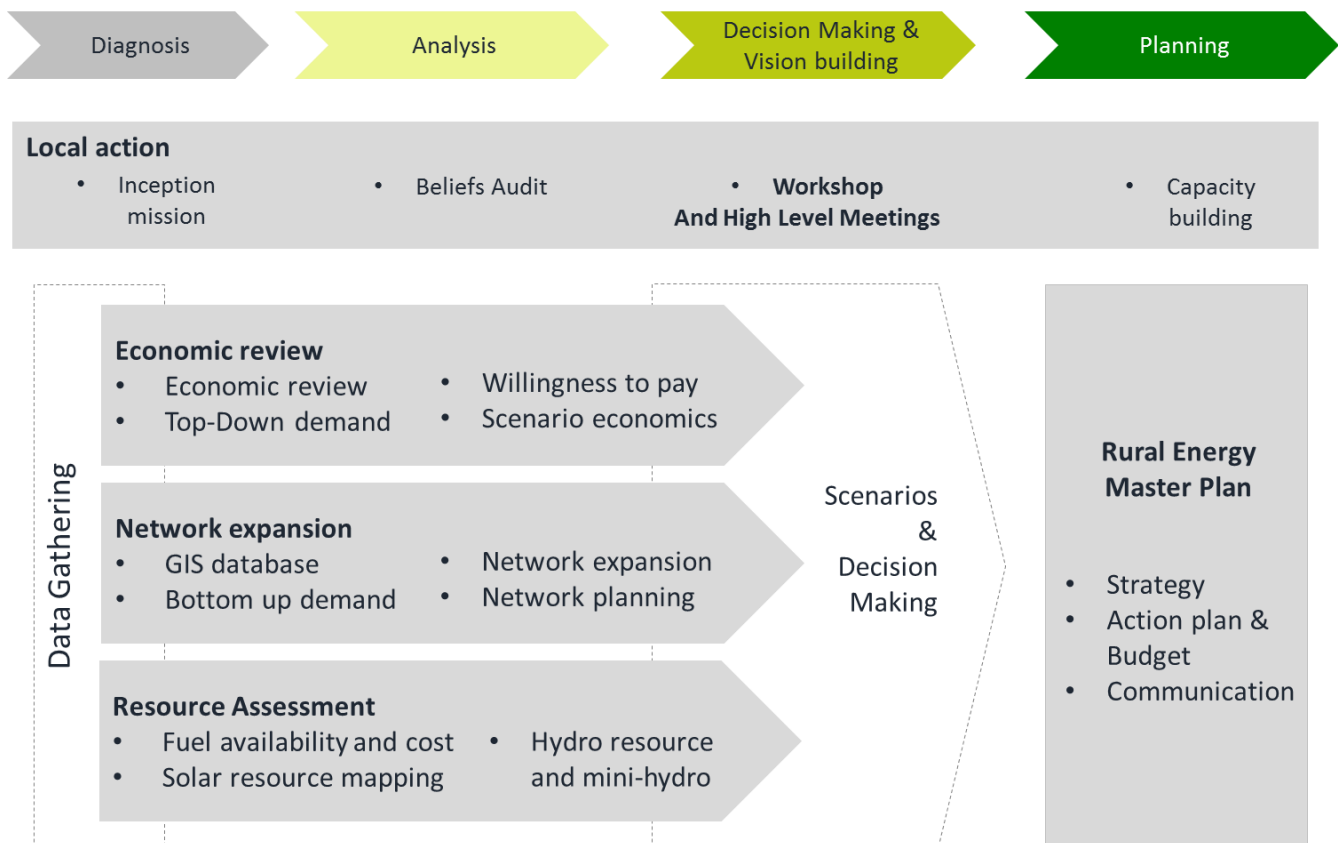 Diagnosis
Analysis
Decision Making &
Vision building
Planning
Local action
• Inception
mission
• Beliefs Audit
• Workshop
And High Level Meetings
• Capacity
building
Data Gathering
Economic review
• Economic review
• Top-Down demand
• Willingness to pay
• Scenario economics
Network expansion
• GIS database
• Bottom up demand
• Network expansion
• Network planning
Resource Assessment
• Fuel availability and cost
• Solar resource mapping
• Hydro resource
and mini-hydro
Scenarios
&
Decision
Making
Rural Energy
Master Plan
• Strategy
• Action plan &
Budget
• Communication